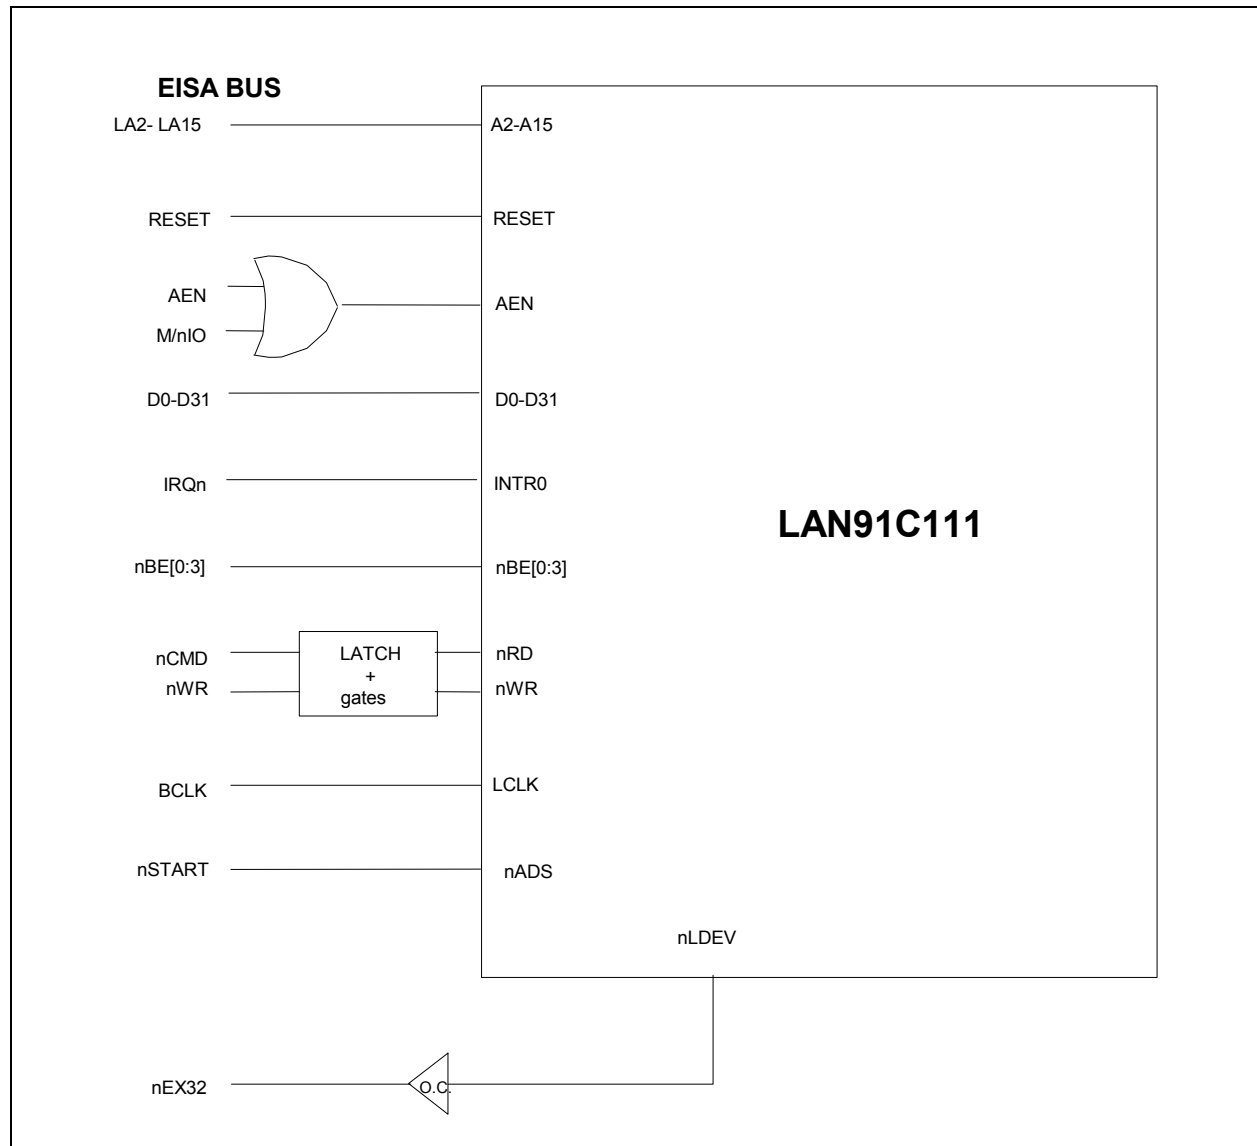 EISA BUS
LA2- LA15
A2-A15
RESET
RESET
AEN
M/nIO
AEN
D0-D31
D0-D31
IRQn
INTR0
LAN91C111
nBE[0:3]
nBE[0:3]
nCMD
nWR
LATCH
+
gates
nRD
nWR
BCLK
LCLK
nSTART
nADS
nLDEV
nEX32
O.C.